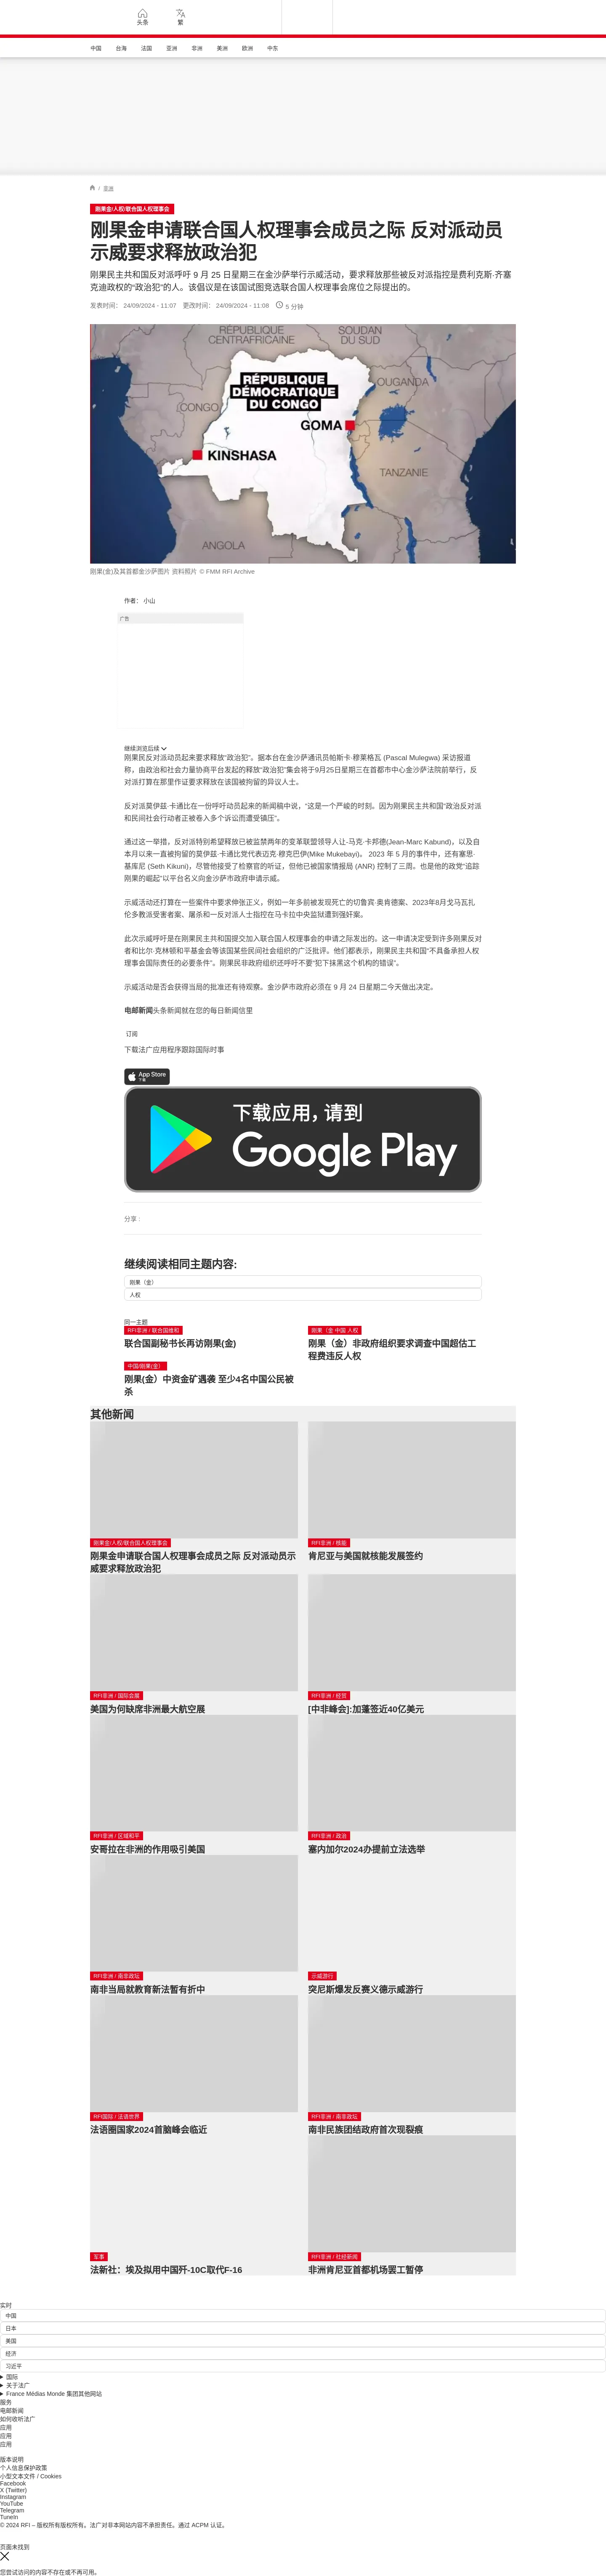 头条
繁
中国
台海
法国
亚洲
非洲
美洲
欧洲
中东
/ 非洲
刚果金/人权/联合国人权理事会
刚果金申请联合国人权理事会成员之际 反对派动员
示威要求释放政治犯
刚果民主共和国反对派呼吁 9 月 25 日星期三在金沙萨举行示威活动，要求释放那些被反对派指控是费利克斯·齐塞
克迪政权的“政治犯”的人。该倡议是在该国试图竞选联合国人权理事会席位之际提出的。
发表时间： 24/09/2024 - 11:07 更改时间： 24/09/2024 - 11:08 5 分钟
RÉPUBLIQUE
CENTRAFRICAINE
SOUDAN
DU SUD
RÉPUBLIQUE
DÉMOCRATIQUE
DU CONGO
OUGANDA
CONGO
GOMA
KINSHASA
TANZANIE
ANGOLA
刚果(金)及其首都金沙萨图片 资料照片 © FMM RFI Archive
作者： 小山
广告
继续浏览后续
刚果民反对派动员起来要求释放“政治犯”。据本台在金沙萨通讯员帕斯卡·穆莱格瓦 (Pascal Mulegwa) 采访报道
称，由政治和社会力量协商平台发起的释放“政治犯”集会将于9月25日星期三在首都市中心金沙萨法院前举行，反
对派打算在那里作证要求释放在该国被拘留的异议人士。
反对派莫伊兹·卡通比在一份呼吁动员起来的新闻稿中说，“这是一个严峻的时刻。因为刚果民主共和国“政治反对派
和民间社会行动者正被卷入多个诉讼而遭受镇压”。
通过这一举措，反对派特别希望释放已被监禁两年的变革联盟领导人让-马克·卡邦德(Jean-Marc Kabund)，以及自
本月以来一直被拘留的莫伊兹·卡通比党代表迈克·穆克巴伊(Mike Mukebayi)。 2023 年 5 月的事件中，还有塞思·
基库尼 (Seth Kikuni)，尽管他接受了检察官的听证，但他已被国家情报局 (ANR) 控制了三周。也是他的政党“追踪
刚果的崛起”以平台名义向金沙萨市政府申请示威。
示威活动还打算在一些案件中要求伸张正义，例如一年多前被发现死亡的切鲁宾·奥肯德案、2023年8月戈马瓦扎
伦多教派受害者案、屠杀和一反对派人士指控在马卡拉中央监狱遭到强奸案。
此次示威呼吁是在刚果民主共和国提交加入联合国人权理事会的申请之际发出的。这一申请决定受到许多刚果反对
者和比尔·克林顿和平基金会等该国某些民间社会组织的广泛批评。他们都表示，刚果民主共和国“不具备承担人权
理事会国际责任的必要条件”。刚果民非政府组织还呼吁不要“犯下抹黑这个机构的错误”。
示威活动是否会获得当局的批准还有待观察。金沙萨市政府必须在 9 月 24 日星期二今天做出决定。
电邮新闻头条新闻就在您的每日新闻信里
订阅
下载法广应用程序跟踪国际时事
App Store
下载
下载应用，请到
Google Play
分享 :
继续阅读相同主题内容:
刚果（金）
人权
同一主题
RFI非洲 / 联合国维和
联合国副秘书长再访刚果(金)
刚果（金 中国 人权
刚果（金）非政府组织要求调查中国超估工
程费违反人权
中国/刚果(金）
刚果(金）中资金矿遇袭 至少4名中国公民被
杀
其他新闻
刚果金/人权/联合国人权理事会
刚果金申请联合国人权理事会成员之际 反对派动员示
威要求释放政治犯
RFI非洲 / 核能
肯尼亚与美国就核能发展签约
RFI非洲 / 国际会展
美国为何缺席非洲最大航空展
RFI非洲 / 经贸
[中非峰会]:加蓬签近40亿美元
RFI非洲 / 区域和平
安哥拉在非洲的作用吸引美国
RFI非洲 / 政治
塞内加尔2024办提前立法选举
RFI非洲 / 南非政坛
南非当局就教育新法暂有折中
示威游行
突尼斯爆发反赛义德示威游行
RFI国际 / 法语世界
法语圈国家2024首脑峰会临近
RFI非洲 / 南非政坛
南非民族团结政府首次现裂痕
军事
法新社：埃及拟用中国歼-10C取代F-16
RFI非洲 / 社经新闻
非洲肯尼亚首都机场罢工暂停
实时
中国
日本
美国
经济
习近平
国际
关于法广
France Médias Monde 集团其他网站
服务
电邮新闻
如何收听法广
应用
应用
应用
版本说明
个人信息保护政策
小型文本文件 / Cookies
Facebook
X (Twitter)
Instagram
YouTube
Telegram
TuneIn
© 2024 RFI – 版权所有版权所有。法广对非本网站内容不承担责任。通过 ACPM 认证。
页面未找到
您尝试访问的内容不存在或不再可用。